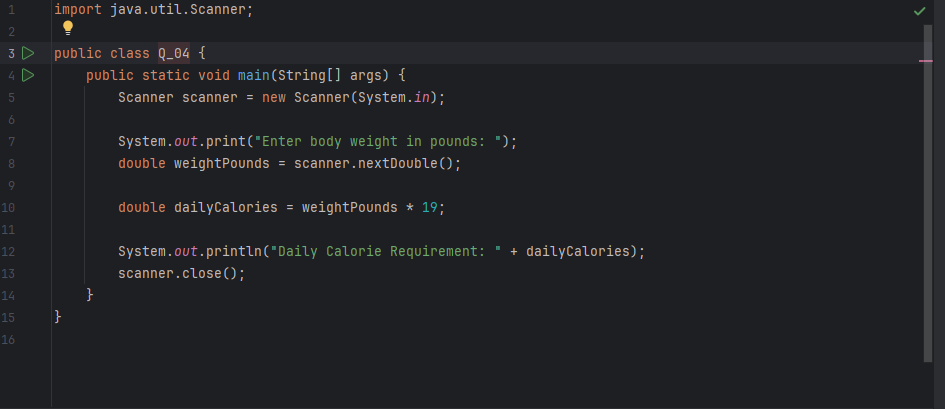 1 import java.util.Scanner;
2
3 public class Q_04 {
4 public static void main(String[] args) {
5 Scanner scanner = new Scanner(System.in);
6
7 System.out.print("Enter body weight in pounds: ");
8 double weightPounds = scanner.nextDouble();
9
10 double dailyCalories = weightPounds * 19;
11
12 System.out.println("Daily Calorie Requirement: " + dailyCalories);
13 scanner.close();
14 }
15 }
16